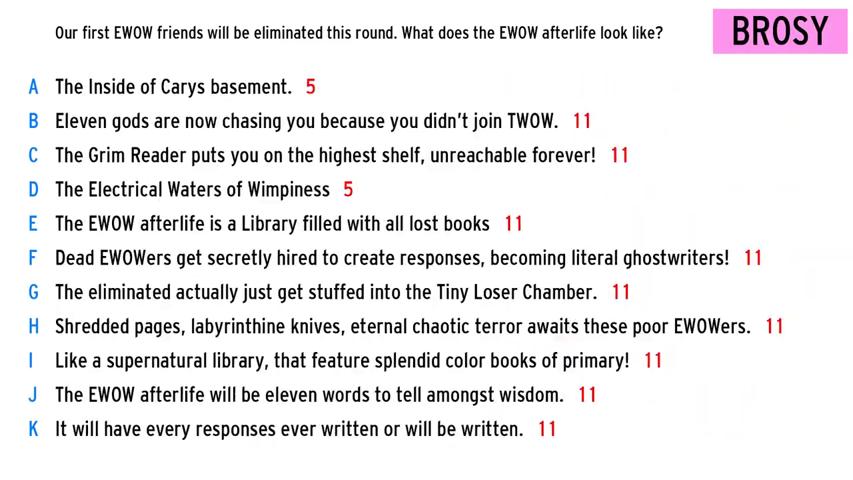 Our first EWOW friends will be eliminated this round. What does the EWOW afterlife look like?
BROSY
A The Inside of Carys basement. 5
B Eleven gods are now chasing you because you didn't join TWOW. 11
C The Grim Reader puts you on the highest shelf, unreachable forever! 11
D The Electrical Waters of Wimpiness 5
E The EWOW afterlife is a Library filled with all lost books 11
F Dead EWOWers get secretly hired to create responses, becoming literal ghostwriters! 11
G The eliminated actually just get stuffed into the Tiny Loser Chamber. 11
H Shredded pages, labyrinthine knives, eternal chaotic terror awaits these poor EWOWers. 11
I Like a supernatural library, that feature splendid color books of primary! 11
J The EWOW afterlife will be eleven words to tell amongst wisdom. 11
K It will have every responses ever written or will be written. 11